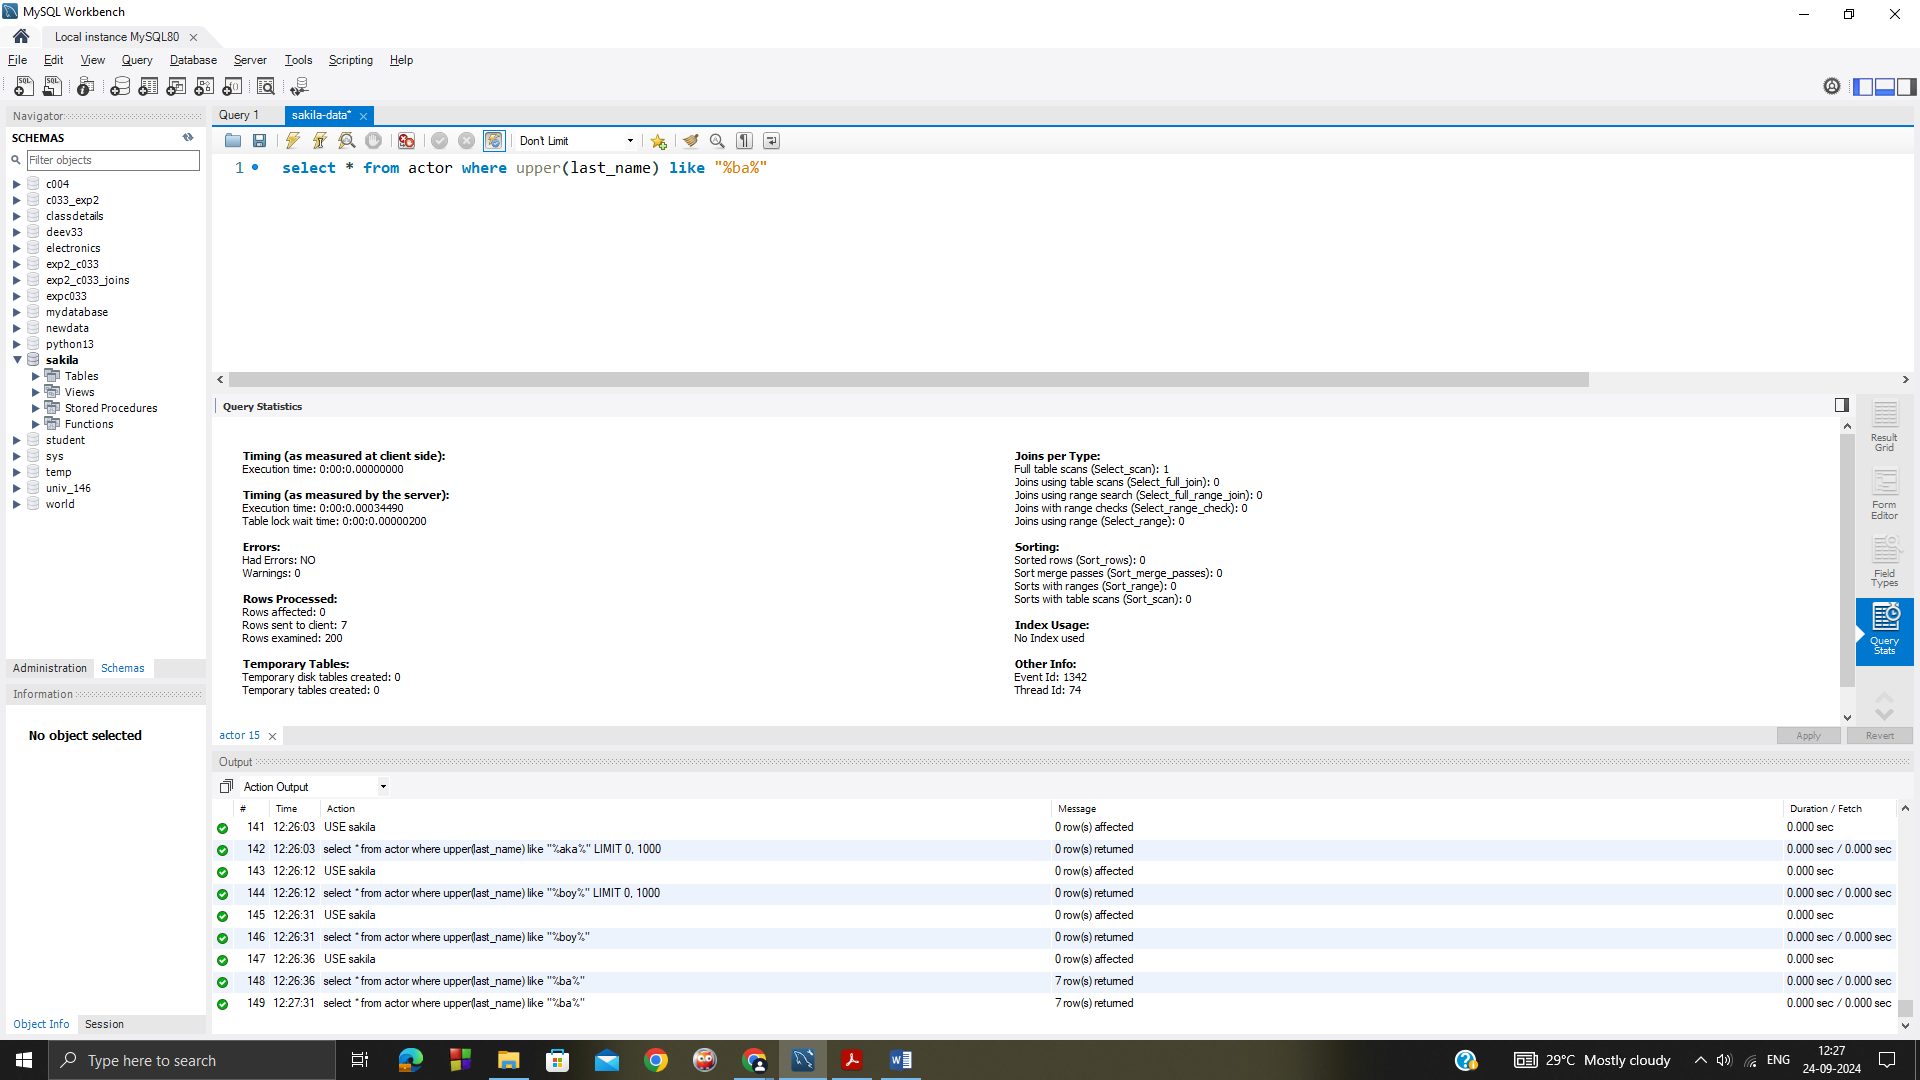 MySQL Workbench
Local instance MySQL80
File Edit View Query Database Server Tools Scripting Help
Navigator
SCHEMAS
Filter objects
c004
c033_exp2
classdetails
deev33
electronics
exp2_c033
exp2_c033_joins
expc033
mydatabase
newdata
python13
sakila
Tables
Views
Stored Procedures
Functions
student
sys
temp
univ_146
world
Administration Schemas
Information
No object selected
Object Info Session
Query 1 sakila-data*
Don't Limit
1 select * from actor where upper(last_name) like "%ba%"
Query Statistics
Timing (as measured at client side):
Execution time: 0:00:0.00000000
Timing (as measured by the server):
Execution time: 0:00:0.00034490
Table lock wait time: 0:00:0.00000200
Errors:
Had Errors: NO
Warnings: 0
Rows Processed:
Rows affected: 0
Rows sent to client: 7
Rows examined: 200
Temporary Tables:
Temporary disk tables created: 0
Temporary tables created: 0
Joins per Type:
Full table scans (Select_scan): 1
Joins using table scans (Select_full_join): 0
Joins using range search (Select_full_range_join): 0
Joins with range checks (Select_range_check): 0
Joins using range (Select_range): 0
Sorting:
Sorted rows (Sort_rows): 0
Sort merge passes (Sort_merge_passes): 0
Sorts with ranges (Sort_range): 0
Sorts with table scans (Sort_scan): 0
Index Usage:
No Index used
Other Info:
Event Id: 1342
Thread Id: 74
Result
Grid
Form
Editor
Field
Types
Query
Stats
actor 15
Apply Revert
Output
Action Output
# Time Action Message Duration / Fetch
141 12:26:03 USE sakila 0 row(s) affected 0.000 sec
142 12:26:03 select * from actor where upper(last_name) like "%aka%" LIMIT 0, 1000 0 row(s) returned 0.000 sec / 0.000 sec
143 12:26:12 USE sakila 0 row(s) affected 0.000 sec
144 12:26:12 select * from actor where upper(last_name) like "%boy%" LIMIT 0, 1000 0 row(s) returned 0.000 sec / 0.000 sec
145 12:26:31 USE sakila 0 row(s) affected 0.000 sec
146 12:26:31 select * from actor where upper(last_name) like "%boy%" 0 row(s) returned 0.000 sec / 0.000 sec
147 12:26:36 USE sakila 0 row(s) affected 0.000 sec
148 12:26:36 select * from actor where upper(last_name) like "%ba%" 7 row(s) returned 0.000 sec / 0.000 sec
149 12:27:31 select * from actor where upper(last_name) like "%ba%" 7 row(s) returned 0.000 sec / 0.000 sec
Type here to search
29°C Mostly cloudy
ENG
12:27
24-09-2024